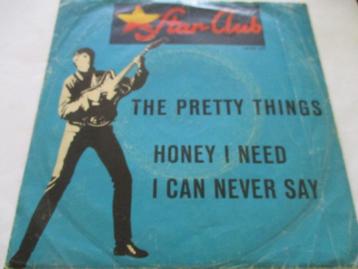 Star-Club
THE PRETTY THINGS
HONEY I NEED
I CAN NEVER SAY